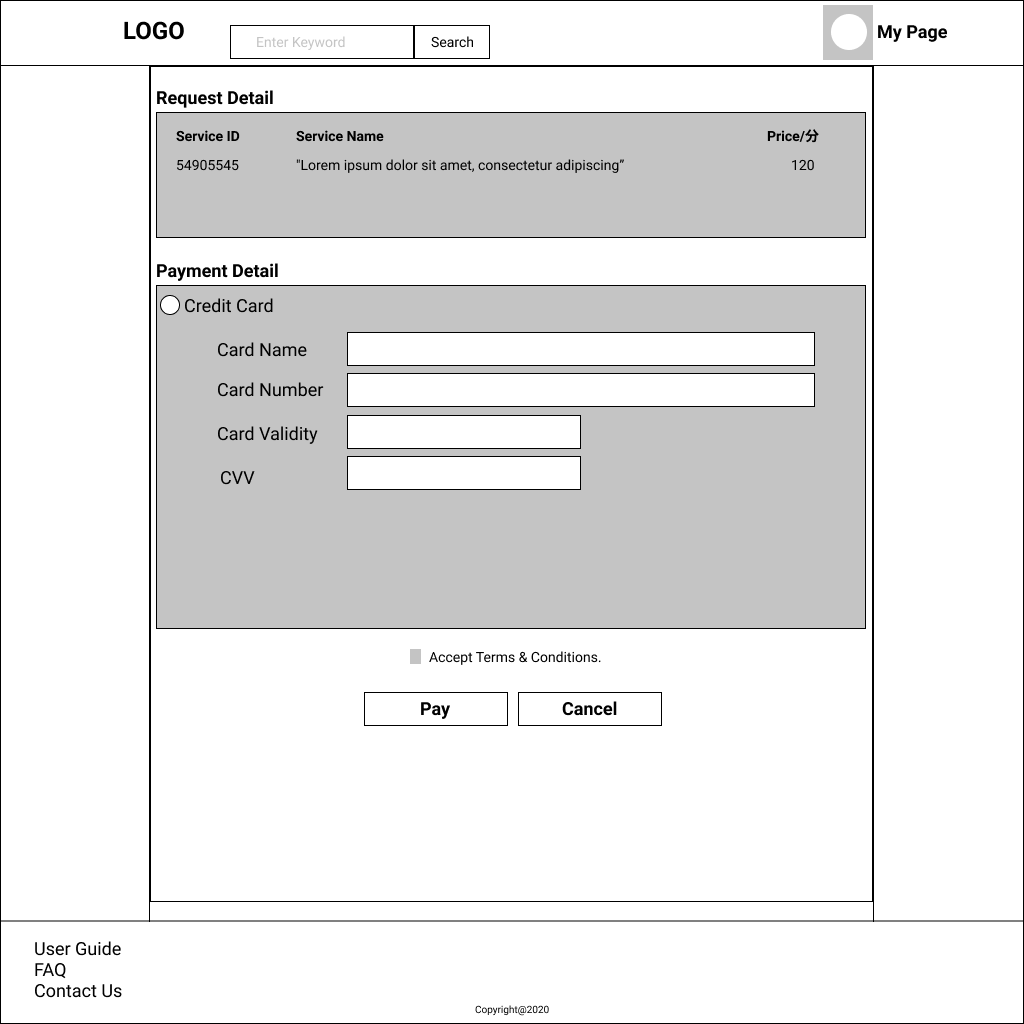 LOGO
Enter Keyword
Search
My Page
Request Detail
Service ID Service Name Price/分
54905545 "Lorem ipsum dolor sit amet, consectetur adipiscing” 120
Payment Detail
Credit Card
Card Name
Card Number
Card Validity
CVV
Accept Terms & Conditions.
Pay
Cancel
User Guide
FAQ
Contact Us
Copyright@2020